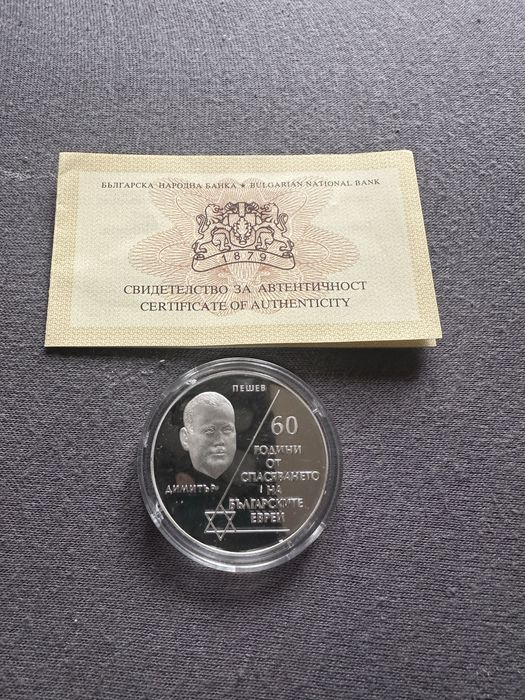 БЪЛГАРСКА НАРОДНА БАНКА ★ BULGARIAN NATIONAL BANK
1879
СВИДЕТЕЛСТВО ЗА АВТЕНТИЧНОСТ
CERTIFICATE OF AUTHENTICITY
ПЕШЕВ
ДИМИТЪР
60
ГОДИНИ
ОТ
СПАСЯВАНЕТО
НА
БЪЛГАРСКИТЕ
ЕВРЕИ